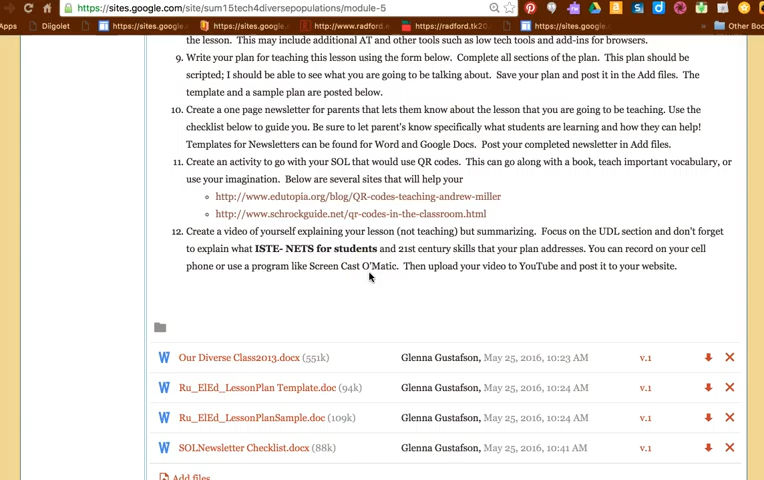 https://sites.google.com/site/sum15tech4diversepopulations/module-5
Apps Diigolet https://sites.google.co https://sites.google.co http://www.radford.e https://radford.tk20. https://sites.google.com » Other Boo
the lesson. This may include additional AT and other tools such as low tech tools and add-ins for browsers.
9. Write your plan for teaching this lesson using the form below. Complete all sections of the plan. This plan should be
scripted; I should be able to see what you are going to be talking about. Save your plan and post it in the Add files. The
template and a sample plan are posted below.
10. Create a one page newsletter for parents that lets them know about the lesson that you are going to be teaching. Use the
checklist below to guide you. Be sure to let parent's know specifically what students are learning and how they can help!
Templates for Newsletters can be found for Word and Google Docs. Post your completed newsletter in Add files.
11. Create an activity to go with your SOL that would use QR codes. This can go along with a book, teach important vocabulary, or
use your imagination. Below are several sites that will help your
http://www.edutopia.org/blog/QR-codes-teaching-andrew-miller
http://www.schrockguide.net/qr-codes-in-the-classroom.html
12. Create a video of yourself explaining your lesson (not teaching) but summarizing. Focus on the UDL section and don't forget
to explain what ISTE- NETS for students and 21st century skills that your plan addresses. You can record on your cell
phone or use a program like Screen Cast O'Matic. Then upload your video to YouTube and post it to your website.
W Our Diverse Class2013.docx (551k) Glenna Gustafson, May 25, 2016, 10:23 AM v.1
W Ru_ElEd_LessonPlan Template.doc (94k) Glenna Gustafson, May 25, 2016, 10:24 AM v.1
W Ru_ElEd_LessonPlanSample.doc (109k) Glenna Gustafson, May 25, 2016, 10:24 AM v.1
W SOLNewsletter Checklist.docx (88k) Glenna Gustafson, May 25, 2016, 10:41 AM v.1
Add files